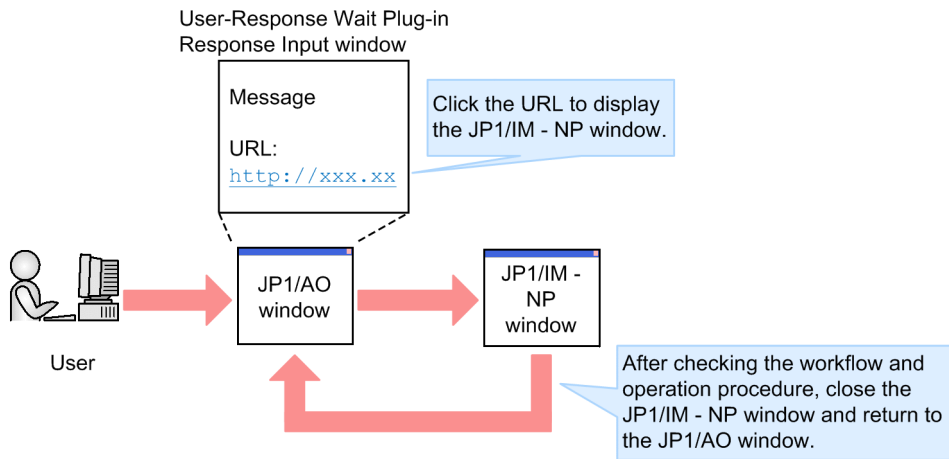 User-Response Wait Plug-in
Response Input window
Message
URL:
http://xxx.xx
Click the URL to display
the JP1/IM - NP window.
JP1/AO
window
JP1/IM -
NP
window
User
After checking the workflow and
operation procedure, close the
JP1/IM - NP window and return to
the JP1/AO window.